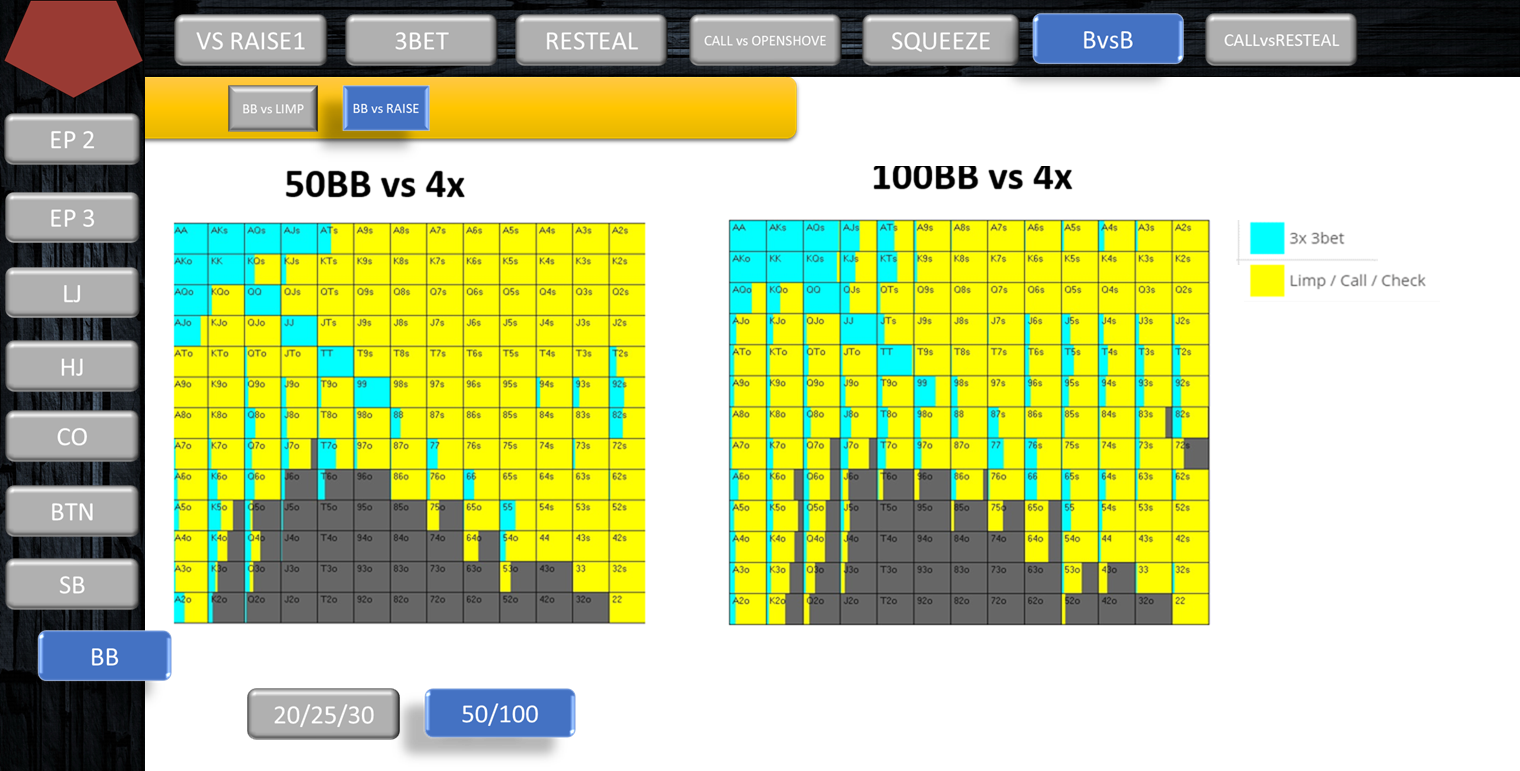 VS RAISE1 3BET RESTEAL CALL vs OPENSHOVE SQUEEZE BvsB CALLvsRESTEAL
BB vs LIMP BB vs RAISE
EP 2
EP 3
LJ
HJ
CO
BTN
SB
BB
50BB vs 4x
AA AKs AQs AJs ATs A9s A8s A7s A6s A5s A4s A3s A2s
AKo KK KQs KJs KTs K9s K8s K7s K6s K5s K4s K3s K2s
AQo KQo QQ QJs QTs Q9s Q8s Q7s Q6s Q5s Q4s Q3s Q2s
AJo KJo QJo JJ JTs J9s J8s J7s J6s J5s J4s J3s J2s
ATo KTo QTo JTo TT T9s T8s T7s T6s T5s T4s T3s T2s
A9o K9o Q9o J9o T9o 99 98s 97s 96s 95s 94s 93s 92s
A8o K8o Q8o J8o T8o 98o 88 87s 86s 85s 84s 83s 82s
A7o K7o Q7o J7o T7o 97o 87o 77 76s 75s 74s 73s 72s
A6o K6o Q6o J6o T6o 96o 86o 76o 66 65s 64s 63s 62s
A5o K5o Q5o J5o T5o 95o 85o 75o 65o 55 54s 53s 52s
A4o K4o Q4o J4o T4o 94o 84o 74o 64o 54o 44 43s 42s
A3o K3o Q3o J3o T3o 93o 83o 73o 63o 53o 43o 33 32s
A2o K2o Q2o J2o T2o 92o 82o 72o 62o 52o 42o 32o 22
100BB vs 4x
AA AKs AQs AJs ATs A9s A8s A7s A6s A5s A4s A3s A2s
AKo KK KQs KJs KTs K9s K8s K7s K6s K5s K4s K3s K2s
AQo KQo QQ QJs QTs Q9s Q8s Q7s Q6s Q5s Q4s Q3s Q2s
AJo KJo QJo JJ JTs J9s J8s J7s J6s J5s J4s J3s J2s
ATo KTo QTo JTo TT T9s T8s T7s T6s T5s T4s T3s T2s
A9o K9o Q9o J9o T9o 99 98s 97s 96s 95s 94s 93s 92s
A8o K8o Q8o J8o T8o 98o 88 87s 86s 85s 84s 83s 82s
A7o K7o Q7o J7o T7o 97o 87o 77 76s 75s 74s 73s 72s
A6o K6o Q6o J6o T6o 96o 86o 76o 66 65s 64s 63s 62s
A5o K5o Q5o J5o T5o 95o 85o 75o 65o 55 54s 53s 52s
A4o K4o Q4o J4o T4o 94o 84o 74o 64o 54o 44 43s 42s
A3o K3o Q3o J3o T3o 93o 83o 73o 63o 53o 43o 33 32s
A2o K2o Q2o J2o T2o 92o 82o 72o 62o 52o 42o 32o 22
3x 3bet
Limp / Call / Check
20/25/30 50/100